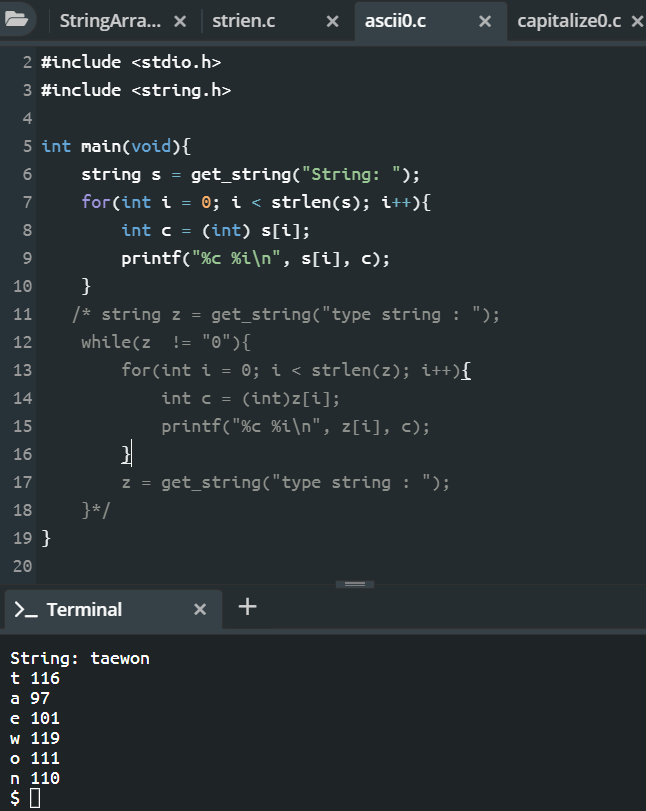 StringArra... × strien.c × ascii0.c × capitalize0.c ×
2 #include <stdio.h>
3 #include <string.h>
4
5 int main(void){
6     string s = get_string("String: ");
7     for(int i = 0; i < strlen(s); i++){
8         int c = (int) s[i];
9         printf("%c %i\n", s[i], c);
10     }
11    /* string z = get_string("type string : ");
12     while(z  != "0"){
13         for(int i = 0; i < strlen(z); i++){
14             int c = (int)z[i];
15             printf("%c %i\n", z[i], c);
16         }
17         z = get_string("type string : ");
18     }*/
19 }
20
>_ Terminal × +
String: taewon
t 116
a 97
e 101
w 119
o 111
n 110
$